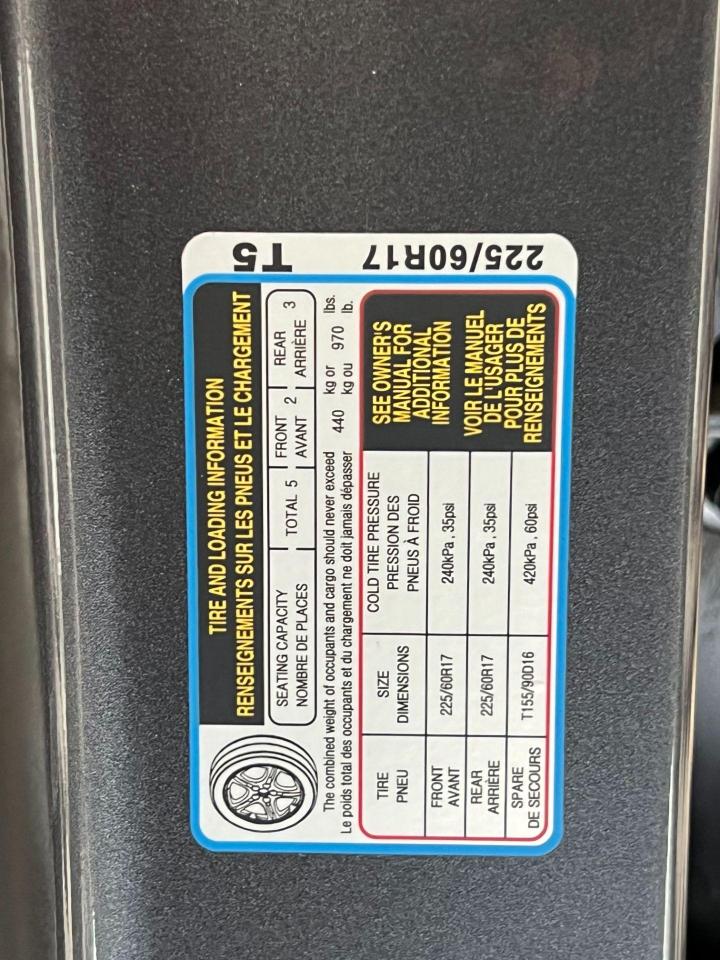 TIRE AND LOADING INFORMATION
RENSEIGNEMENTS SUR LES PNEUS ET LE CHARGEMENT
SEATING CAPACITY
NOMBRE DE PLACES
TOTAL 5
FRONT
AVANT
2
REAR
ARRIÈRE
3
The combined weight of occupants and cargo should never exceed 440 kg or 970 lbs.
Le poids total des occupants et du chargement ne doit jamais dépasser kg ou lb.
TIRE
PNEU
SIZE
DIMENSIONS
COLD TIRE PRESSURE
PRESSION DES
PNEUS À FROID
FRONT
AVANT
225/60R17
240kPa, 35psi
REAR
ARRIÈRE
225/60R17
240kPa, 35psi
SPARE
DE SECOURS
T155/90D16
420kPa, 60psi
SEE OWNER'S
MANUAL FOR
ADDITIONAL
INFORMATION
VOIR LE MANUEL
DE L'USAGER
POUR PLUS DE
RENSEIGNEMENTS
T5
225/60R17